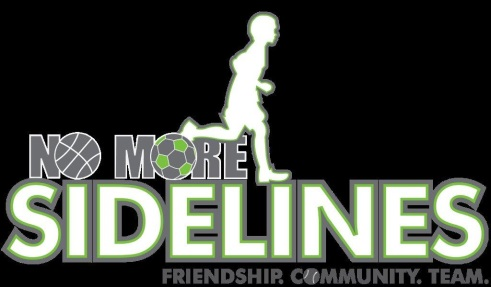 NO MORE
SIDELINES
FRIENDSHIP. COMMUNITY. TEAM.